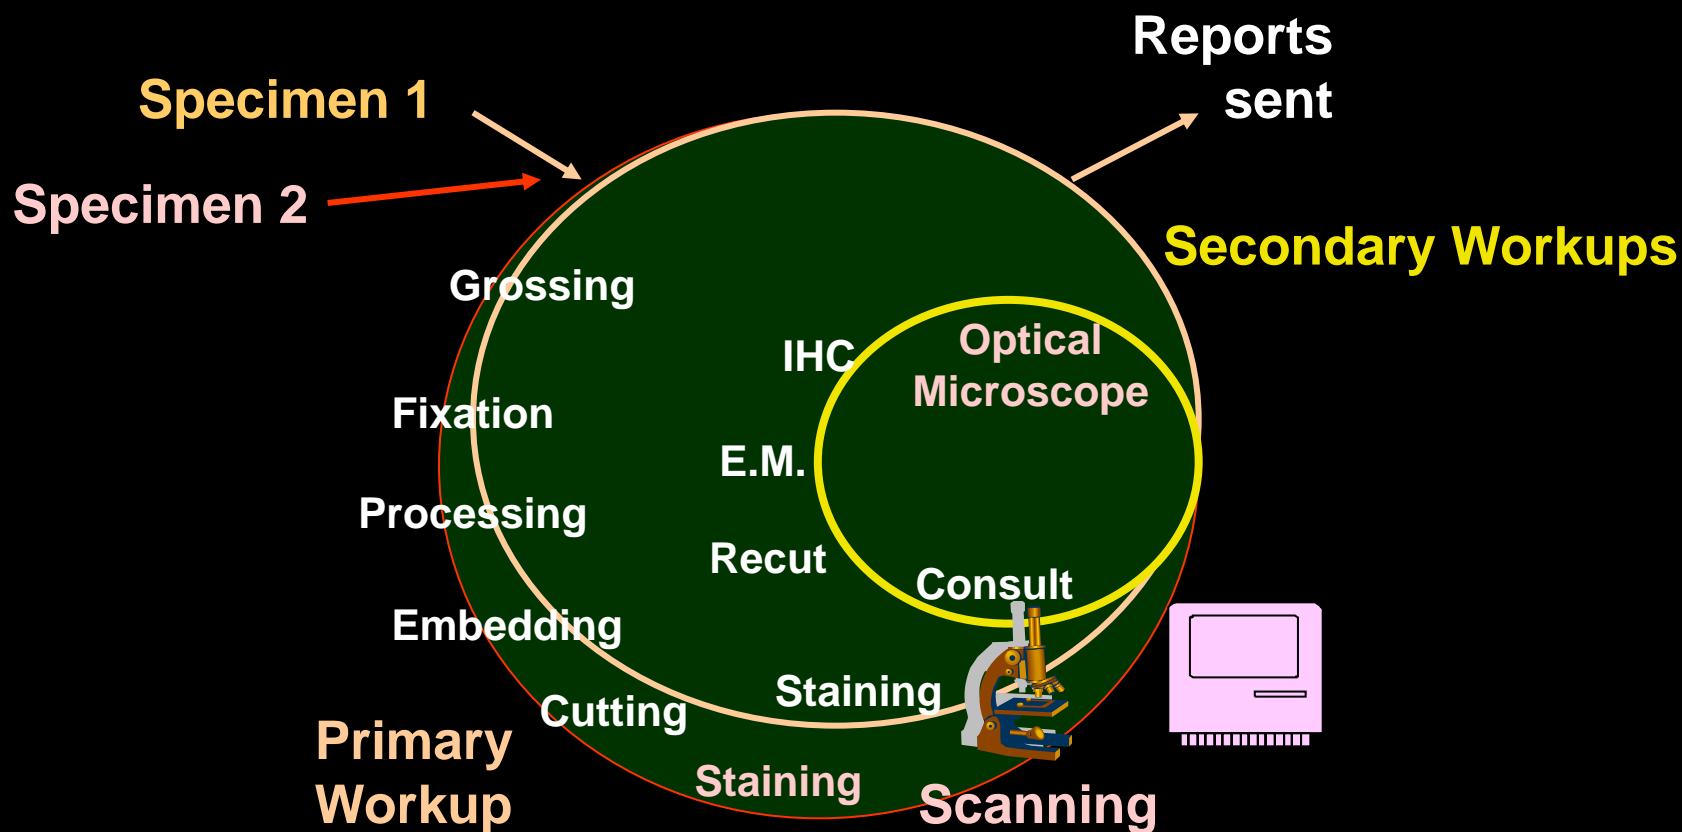 Reports
sent
Specimen 1
Specimen 2
Secondary Workups
Grossing
IHC
Optical
Microscope
Fixation
E.M.
Processing
Recut
Consult
Embedding
Staining
Cutting
Primary
Workup
Staining
Scanning